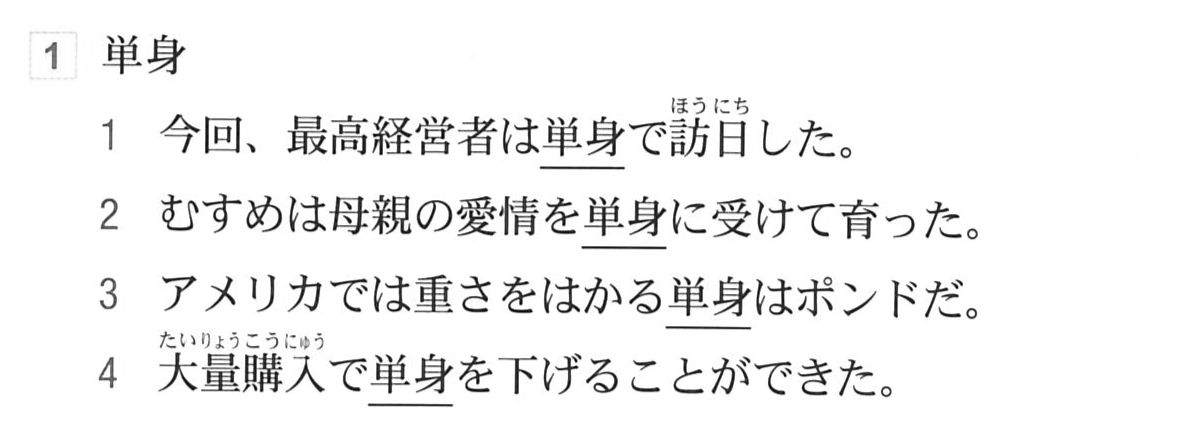 1 単身
1 今回、最高経営者は単身で訪日した。
ほうにち
2 むすめは母親の愛情を単身に受けて育った。
3 アメリカでは重さをはかる単身はポンドだ。
たいりょうこうにゅう
4 大量購入で単身を下げることができた。